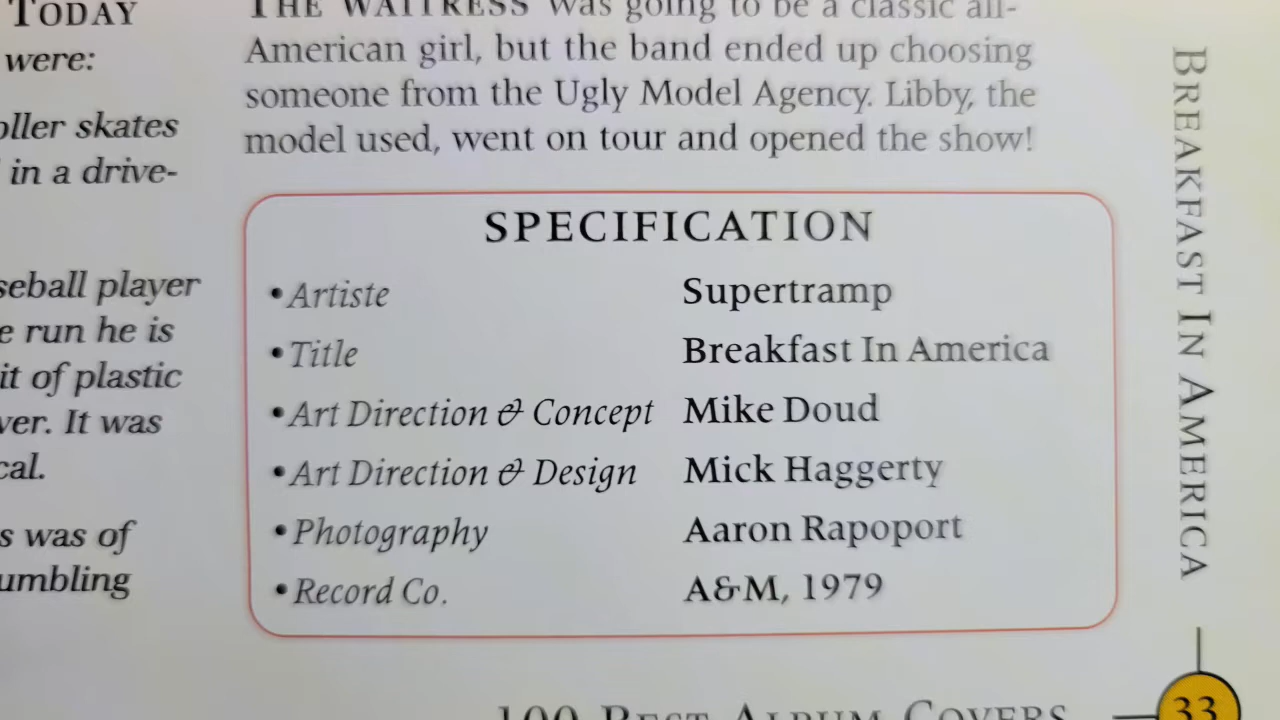 TODAY
were:
oller skates
in a drive-
seball player
e run he is
it of plastic
ver. It was
cal.
s was of
umbling
THE WAITRESS was going to be a classic all-
American girl, but the band ended up choosing
someone from the Ugly Model Agency. Libby, the
model used, went on tour and opened the show!
SPECIFICATION
• Artiste Supertramp
• Title Breakfast In America
• Art Direction & Concept Mike Doud
• Art Direction & Design Mick Haggerty
• Photography Aaron Rapoport
• Record Co. A&M, 1979
BREAKFAST IN AMERICA
100 BEST ALBUM COVERS
33